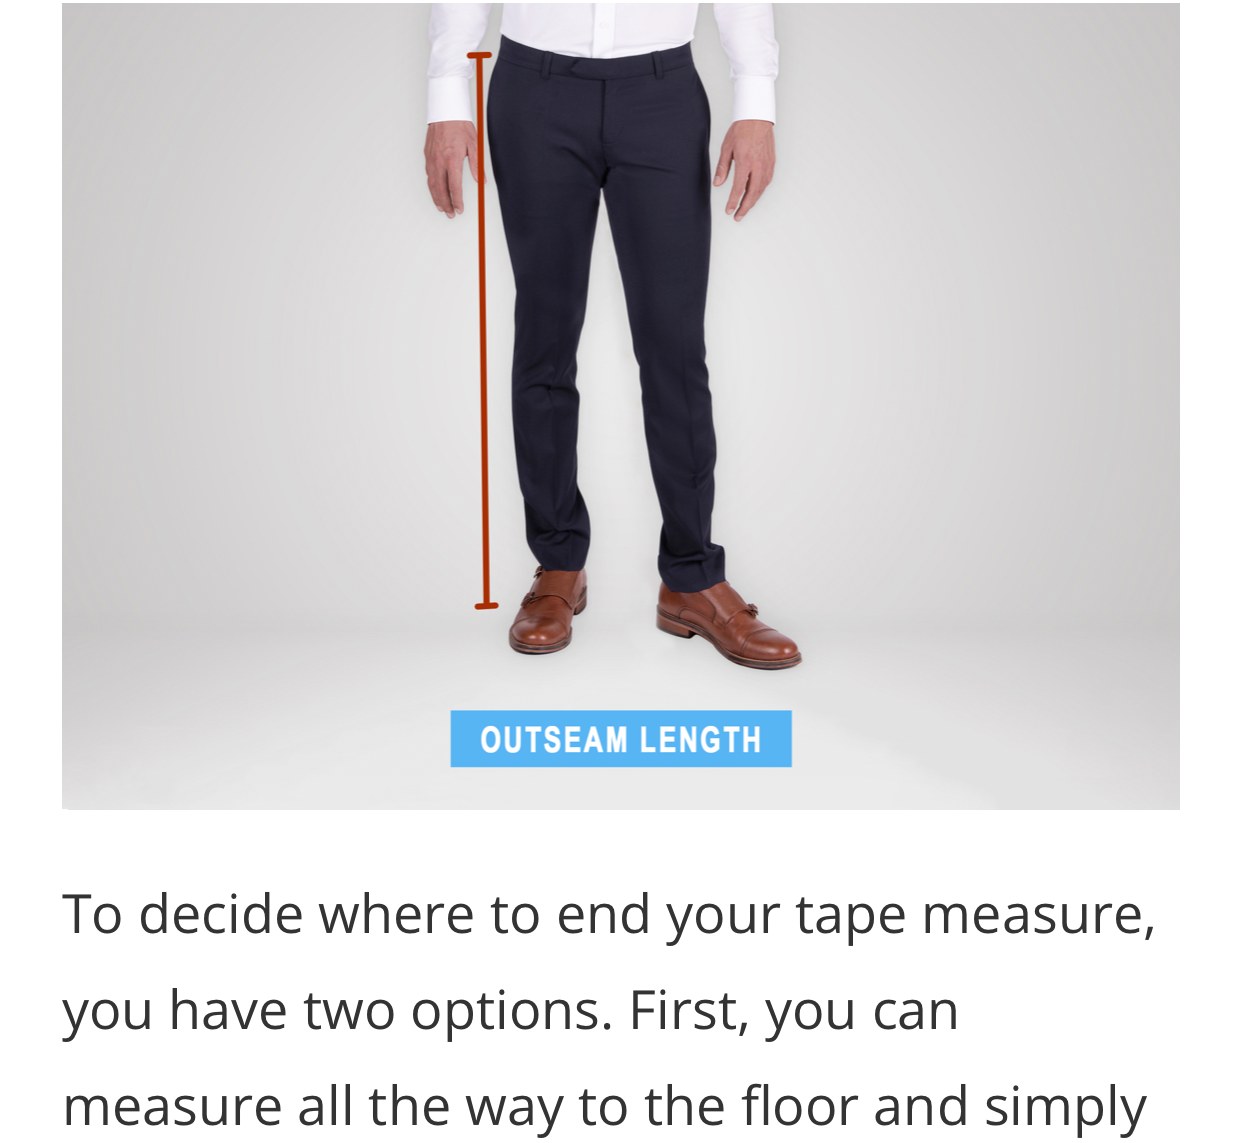 OUTSEAM LENGTH
To decide where to end your tape measure,
you have two options. First, you can
measure all the way to the floor and simply